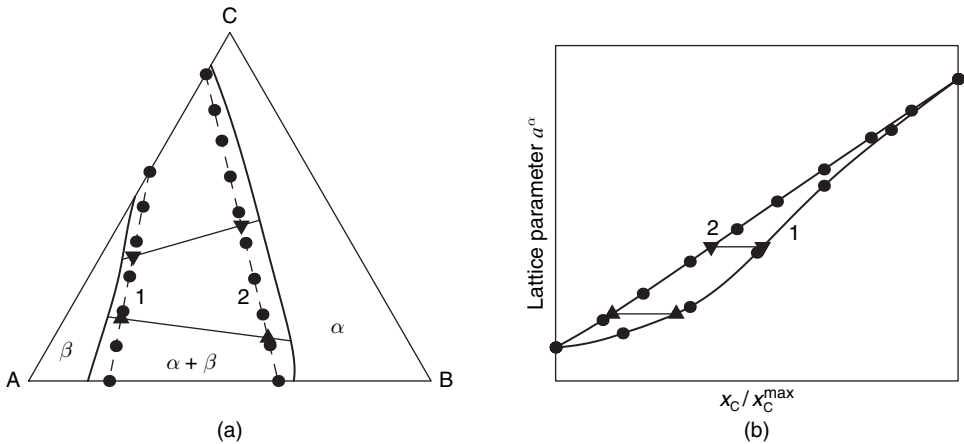 C
1
2
β
α + β
α
A
B
(a)
Lattice parameter a^α
2
1
x_C / x_C^max
(b)